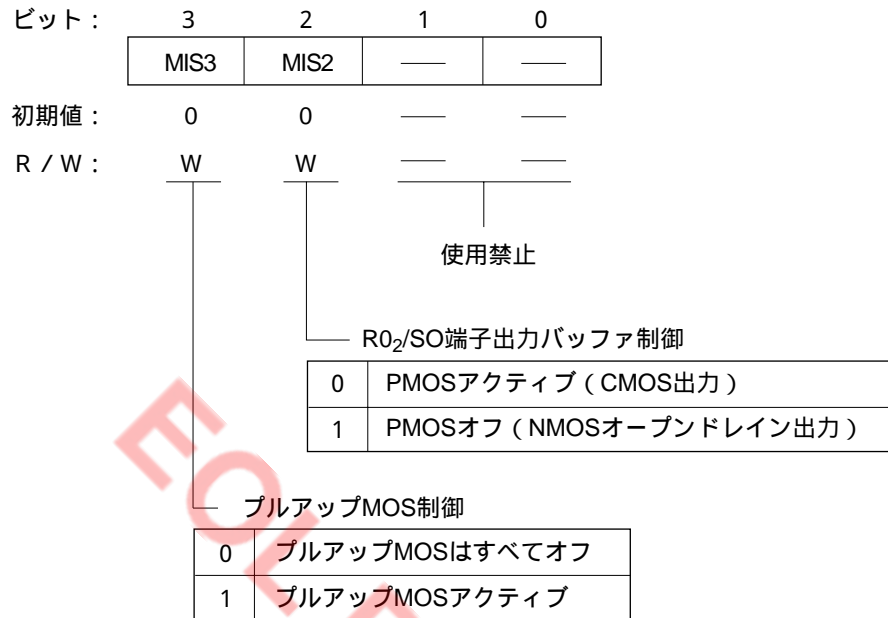 ビット： 3 2 1 0
MIS3 MIS2 ── ──
初期値： 0 0 ── ──
R／W： W W ── ──
使用禁止
R0₂/SO端子出力バッファ制御
0 PMOSアクティブ（CMOS出力）
1 PMOSオフ（NMOSオープンドレイン出力）
プルアップMOS制御
0 プルアップMOSはすべてオフ
1 プルアップMOSアクティブ
EOL